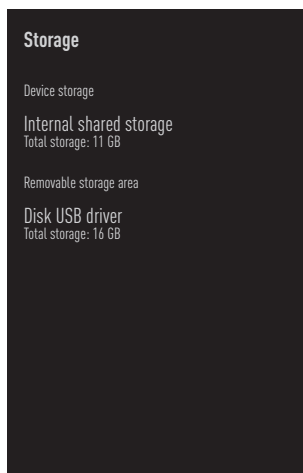 Storage
Device storage
Internal shared storage
Total storage: 11 GB
Removable storage area
Disk USB driver
Total storage: 16 GB